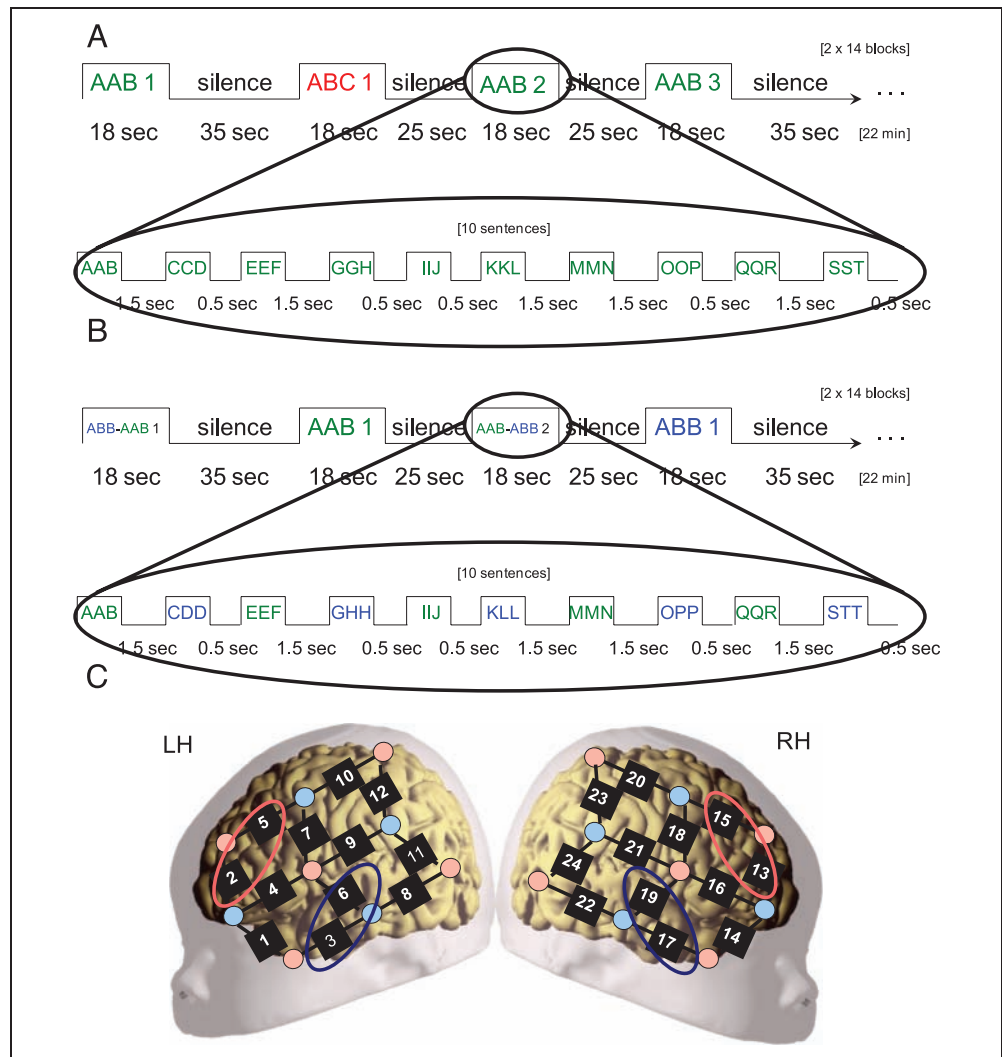 A
[2 x 14 blocks]
AAB 1 silence ABC 1 silence AAB 2 silence AAB 3 silence ...
18 sec 35 sec 18 sec 25 sec 18 sec 25 sec 18 sec 35 sec [22 min]
[10 sentences]
AAB CCD EEF GGH IIJ KKL MMN OOP QQR SST
1.5 sec 0.5 sec 1.5 sec 0.5 sec 0.5 sec 1.5 sec 1.5 sec 0.5 sec 1.5 sec 0.5 sec
B
[2 x 14 blocks]
ABB-AAB 1 silence AAB 1 silence AAB-ABB 2 silence ABB 1 silence ...
18 sec 35 sec 18 sec 25 sec 18 sec 25 sec 18 sec 35 sec [22 min]
[10 sentences]
AAB CDD EEF GHH IIJ KLL MMN OPP QQR STT
1.5 sec 0.5 sec 1.5 sec 0.5 sec 0.5 sec 1.5 sec 1.5 sec 0.5 sec 1.5 sec 0.5 sec
C
LH RH
10 12 5 7 9 2 4 6 11 8 1 3
20 23 15 18 21 13 24 19 16 22 17 14